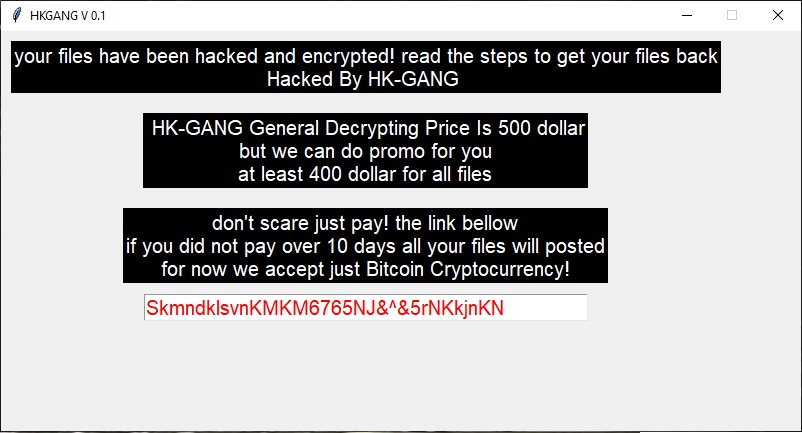 HKGANG V 0.1
your files have been hacked and encrypted! read the steps to get your files back
Hacked By HK-GANG
HK-GANG General Decrypting Price Is 500 dollar
but we can do promo for you
at least 400 dollar for all files
don't scare just pay! the link bellow
if you did not pay over 10 days all your files will posted
for now we accept just Bitcoin Cryptocurrency!
SkmndklsvnKMKM6765NJ&^&5rNKkjnKN